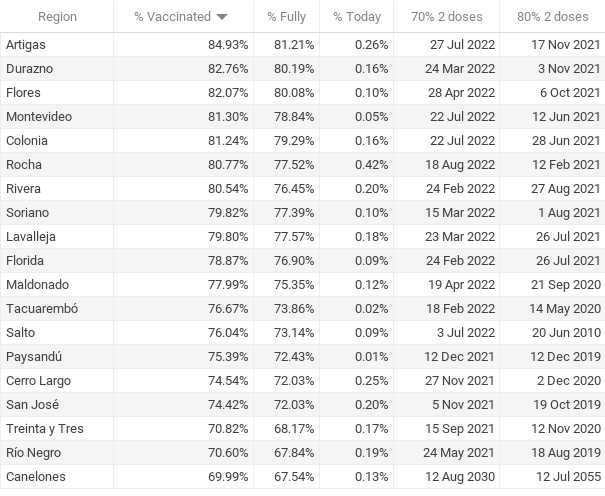 Region % Vaccinated % Fully % Today 70% 2 doses 80% 2 doses
Artigas 84.93% 81.21% 0.26% 27 Jul 2022 17 Nov 2021
Durazno 82.76% 80.19% 0.16% 24 Mar 2022 3 Nov 2021
Flores 82.07% 80.08% 0.10% 28 Apr 2022 6 Oct 2021
Montevideo 81.30% 78.84% 0.05% 22 Jul 2022 12 Jun 2021
Colonia 81.24% 79.29% 0.16% 22 Jul 2022 28 Jun 2021
Rocha 80.77% 77.52% 0.42% 18 Aug 2022 12 Feb 2021
Rivera 80.54% 76.45% 0.20% 24 Feb 2022 27 Aug 2021
Soriano 79.82% 77.39% 0.10% 15 Mar 2022 1 Aug 2021
Lavalleja 79.80% 77.57% 0.18% 23 Mar 2022 26 Jul 2021
Florida 78.87% 76.90% 0.09% 24 Feb 2022 26 Jul 2021
Maldonado 77.99% 75.35% 0.12% 19 Apr 2022 21 Sep 2020
Tacuarembó 76.67% 73.86% 0.02% 18 Feb 2022 14 May 2020
Salto 76.04% 73.14% 0.09% 3 Jul 2022 20 Jun 2010
Paysandú 75.39% 72.43% 0.01% 12 Dec 2021 12 Dec 2019
Cerro Largo 74.54% 72.03% 0.25% 27 Nov 2021 2 Dec 2020
San José 74.42% 72.03% 0.20% 5 Nov 2021 19 Oct 2019
Treinta y Tres 70.82% 68.17% 0.17% 15 Sep 2021 12 Nov 2020
Río Negro 70.60% 67.84% 0.19% 24 May 2021 18 Aug 2019
Canelones 69.99% 67.54% 0.13% 12 Aug 2030 12 Jul 2055